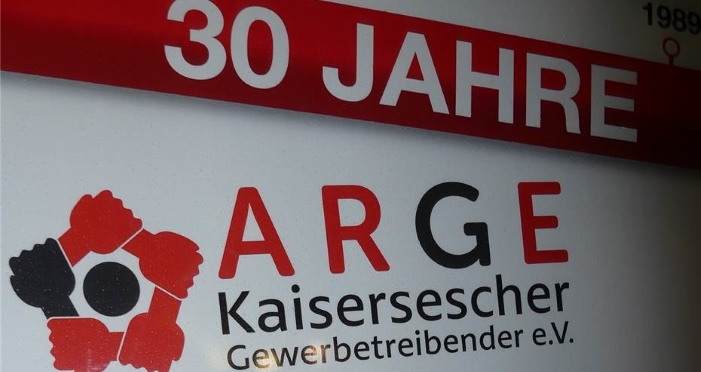 1989
30 JAHRE
ARGE
Kaisersescher
Gewerbetreibender e.V.